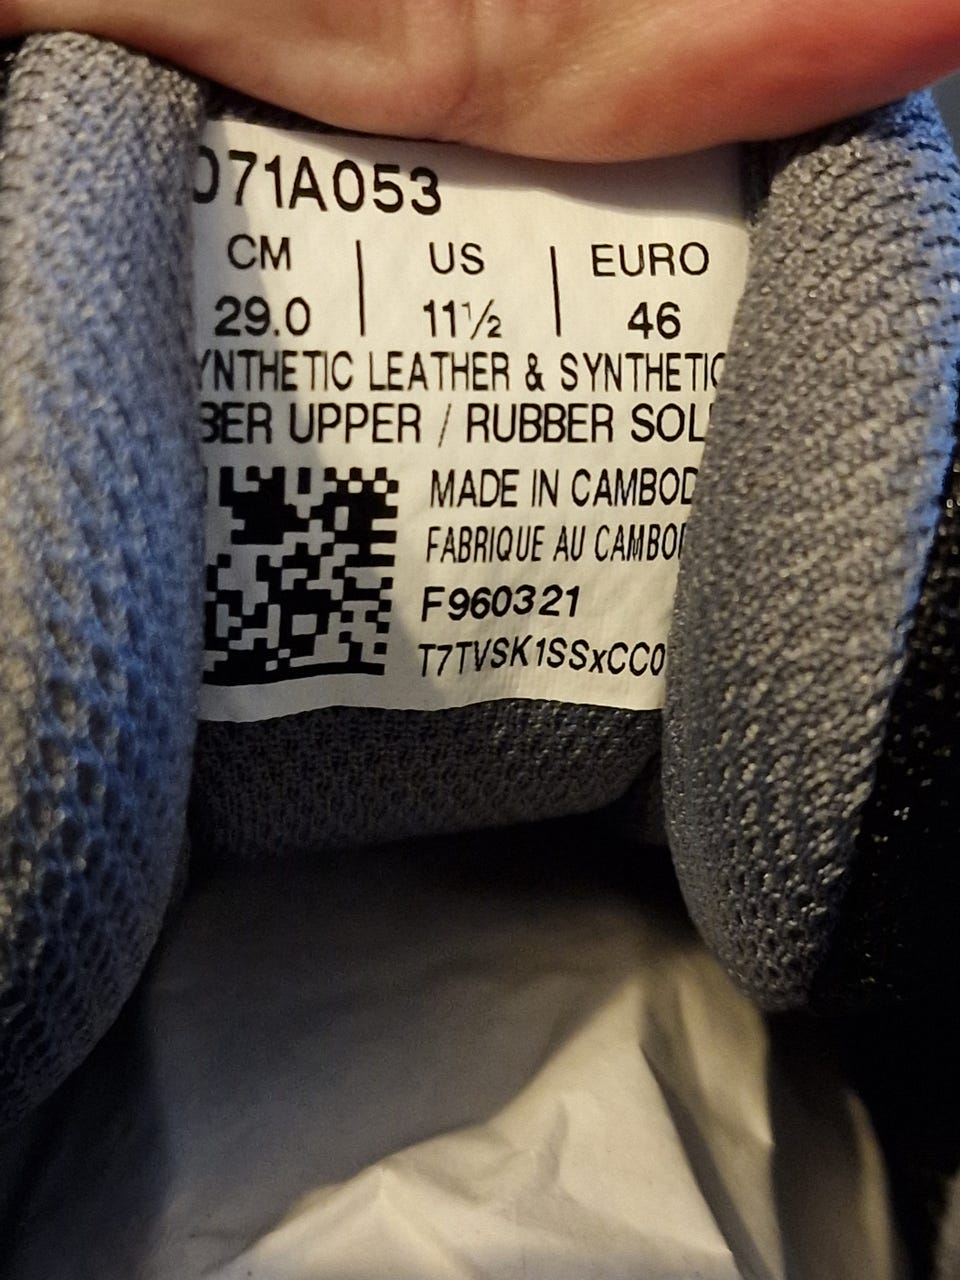 071A053
CM | US | EURO
29.0 | 11½ | 46
YNTHETIC LEATHER & SYNTHETIC
BER UPPER / RUBBER SOL
MADE IN CAMBOD
FABRIQUE AU CAMBO
F960321
T7TVSK1SSxCC0